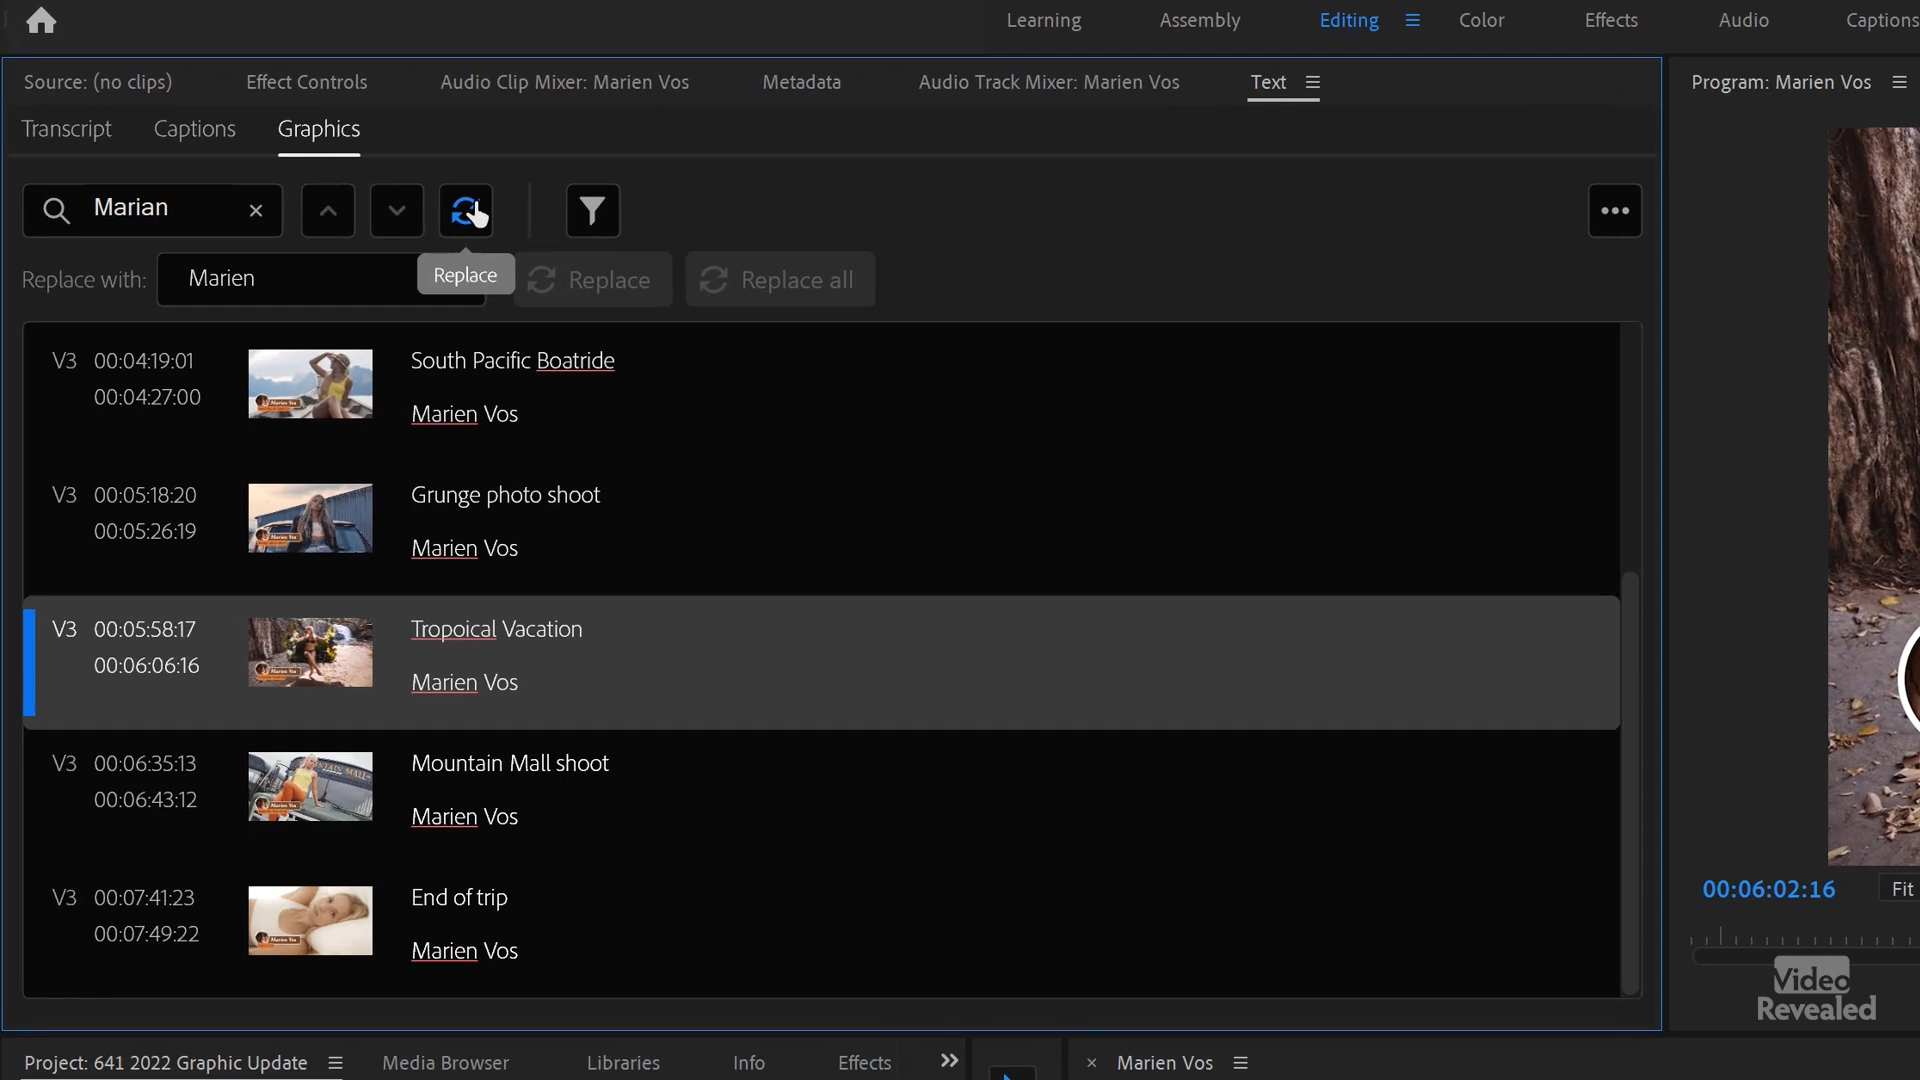 Learning Assembly Editing Color Effects Audio Captions
Source: (no clips) Effect Controls Audio Clip Mixer: Marien Vos Metadata Audio Track Mixer: Marien Vos Text Program: Marien Vos
Transcript Captions Graphics
Marian
Replace
Replace with: Marien Replace Replace all
V3 00:04:19:01 South Pacific Boatride
00:04:27:00
Marien Vos
V3 00:05:18:20 Grunge photo shoot
00:05:26:19
Marien Vos
V3 00:05:58:17 Tropoical Vacation
00:06:06:16
Marien Vos
V3 00:06:35:13 Mountain Mall shoot
00:06:43:12
Marien Vos
V3 00:07:41:23 End of trip
00:07:49:22
Marien Vos
00:06:02:16 Fit
Video
Revealed
Project: 641 2022 Graphic Update Media Browser Libraries Info Effects Marien Vos